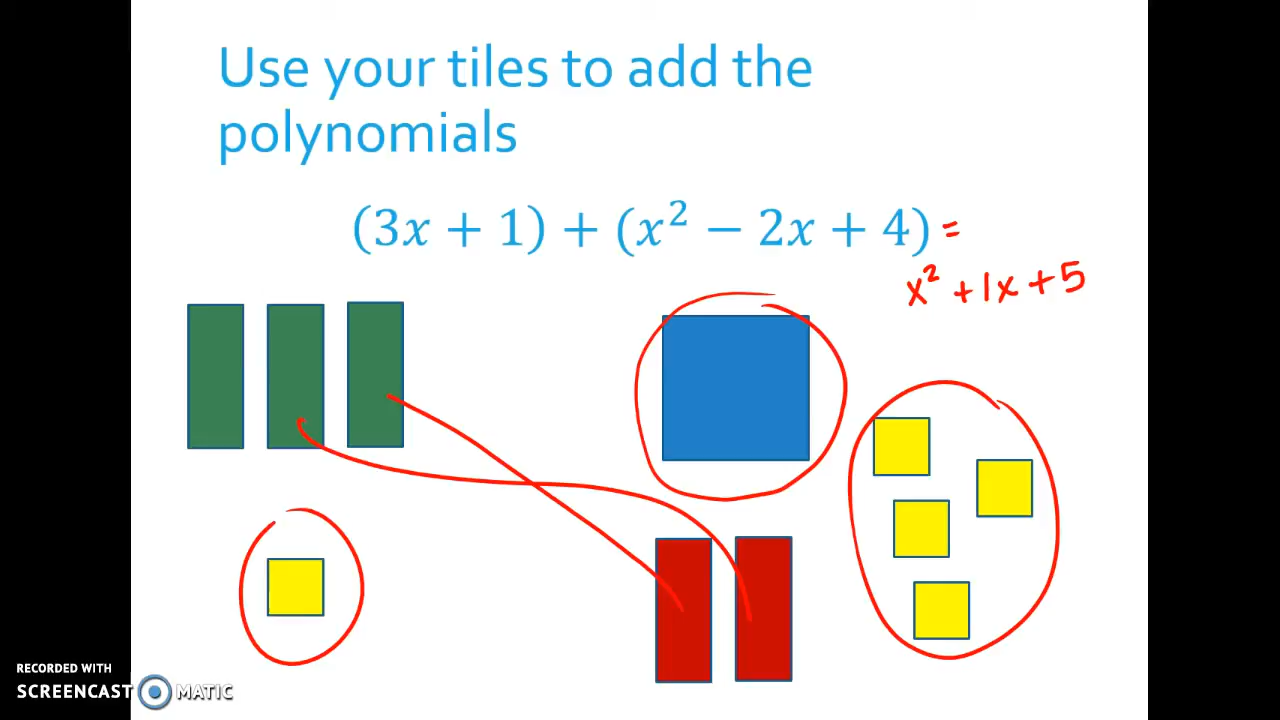 Use your tiles to add the
polynomials
(3x + 1) + (x² − 2x + 4) =
x² + 1x + 5
RECORDED WITH
SCREENCAST MATIC